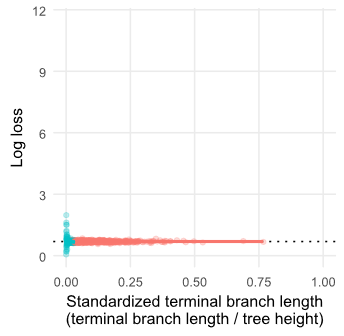 12
9
6
3
0
Log loss
0.00 0.25 0.50 0.75 1.00
Standardized terminal branch length
(terminal branch length / tree height)